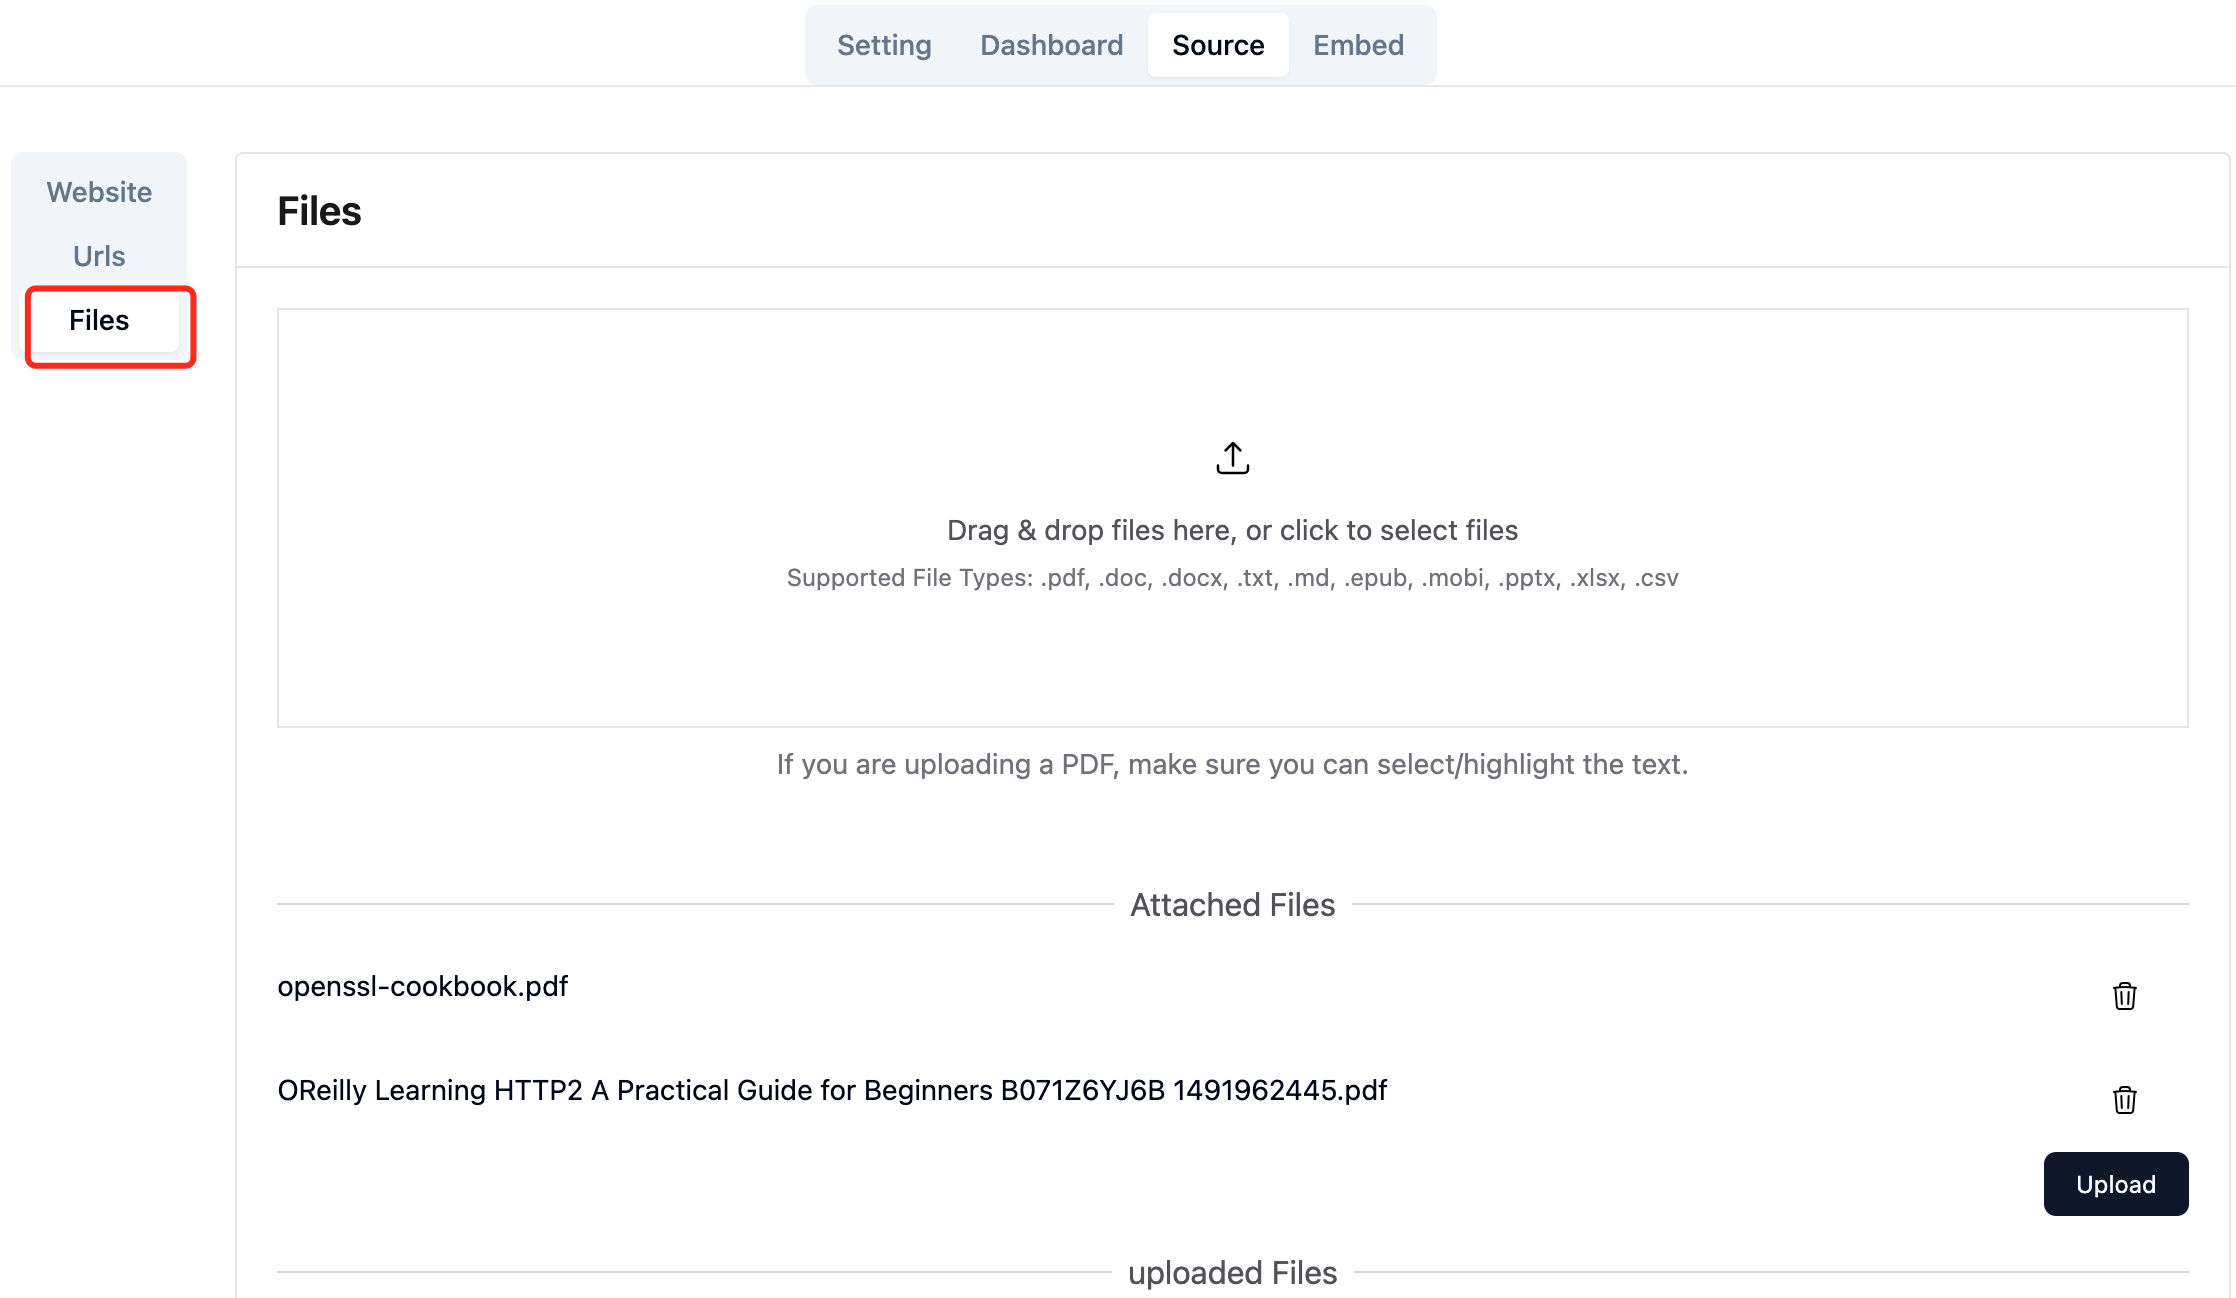 Setting Dashboard Source Embed
Website
Urls
Files
Files
Drag & drop files here, or click to select files
Supported File Types: .pdf, .doc, .docx, .txt, .md, .epub, .mobi, .pptx, .xlsx, .csv
If you are uploading a PDF, make sure you can select/highlight the text.
Attached Files
openssl-cookbook.pdf
OReilly Learning HTTP2 A Practical Guide for Beginners B071Z6YJ6B 1491962445.pdf
Upload
uploaded Files